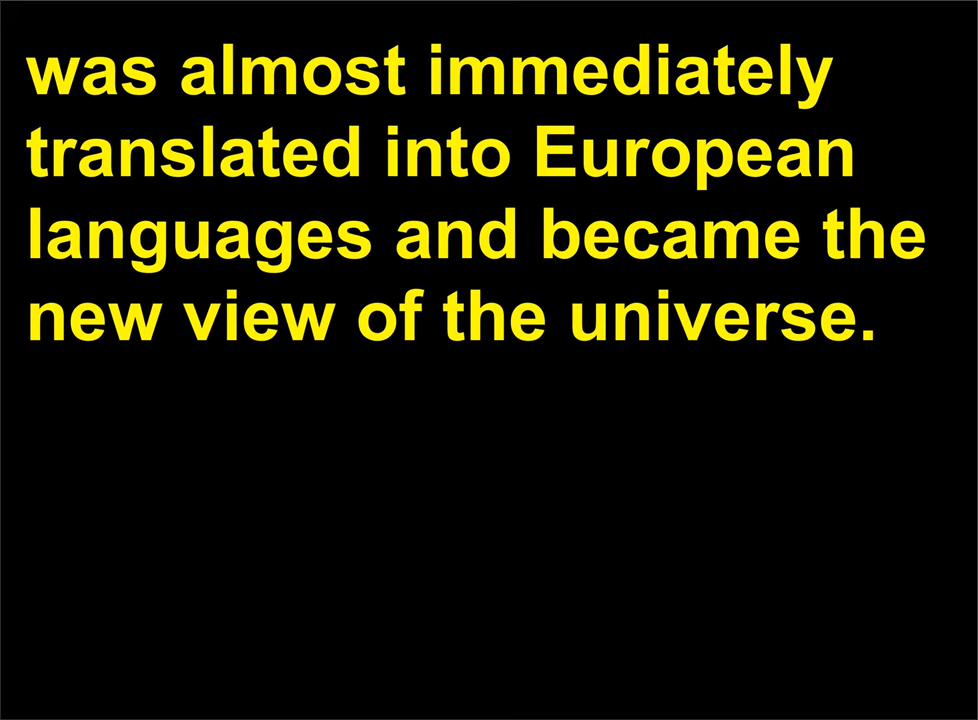 was almost immediately
translated into European
languages and became the
new view of the universe.